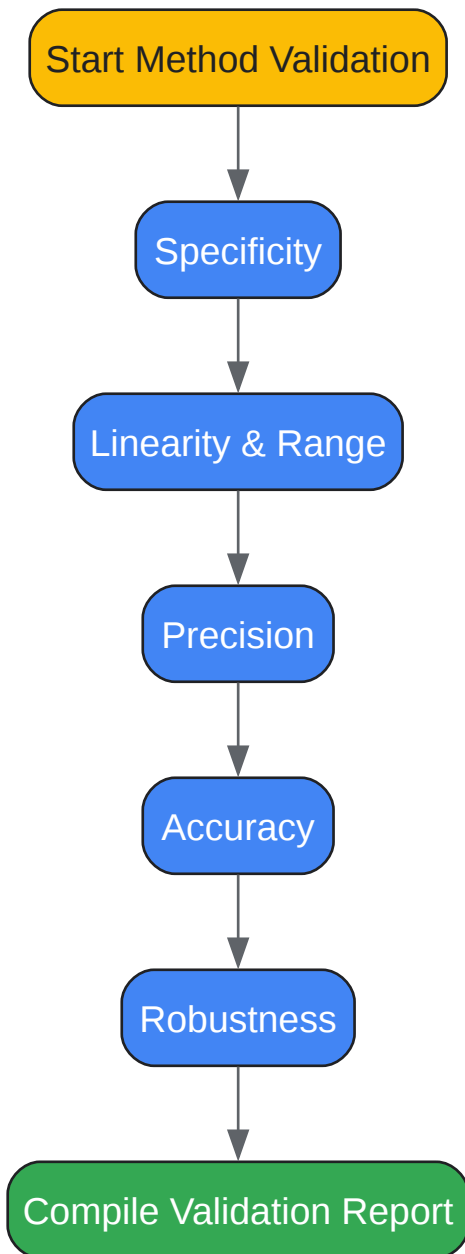 Start Method Validation
Specificity
Linearity & Range
Precision
Accuracy
Robustness
Compile Validation Report